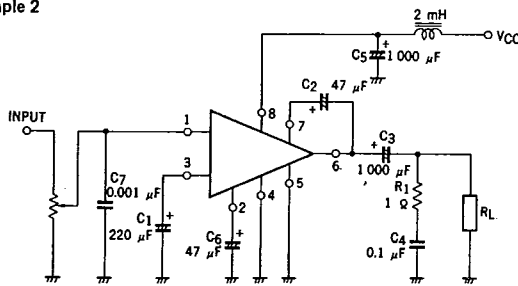 ple 2
2 mH
VCC
C5
1 000 μF
C2
47 μF
8
7
INPUT
1
3
6
C3
1 000 μF
C7
0.001 μF
2
4
5
R1
1 Ω
RL
C1
220 μF
C6
47 μF
C4
0.1 μF